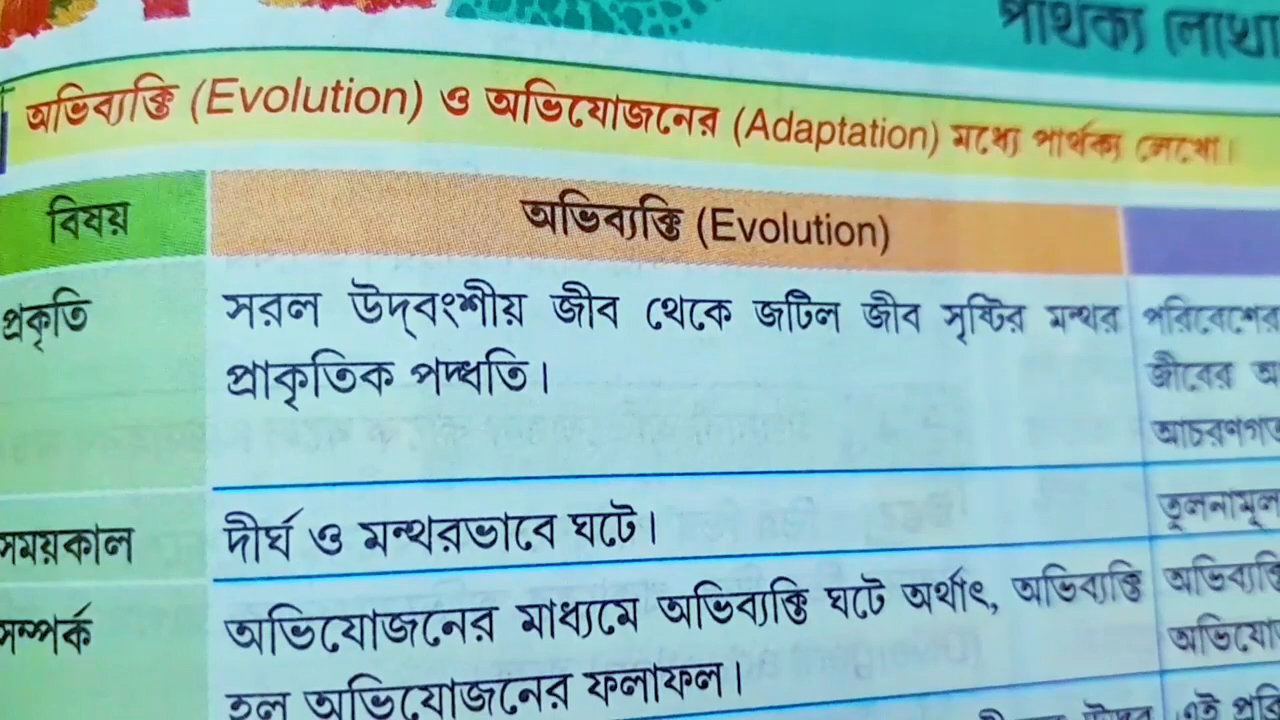 পার্থক্য লেখো
অভিব্যক্তি (Evolution) ও অভিযোজনের (Adaptation) মধ্যে পার্থক্য লেখো।
বিষয় অভিব্যক্তি (Evolution)
প্রকৃতি সরল উদ্‌বংশীয় জীব থেকে জটিল জীব সৃষ্টির মন্থর পরিবেশের
প্রাকৃতিক পদ্ধতি। জীবের
আচরণগত
সময়কাল দীর্ঘ ও মন্থরভাবে ঘটে। তুলনামূল
সম্পর্ক অভিযোজনের মাধ্যমে অভিব্যক্তি ঘটে অর্থাৎ, অভিব্যক্তি অভিব্যক্তি
হল অভিযোজনের ফলাফল। অভিযো
এই পরি